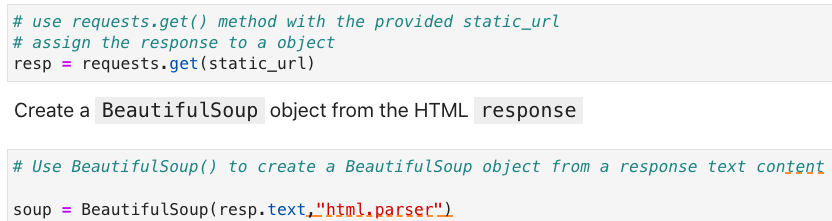 # use requests.get() method with the provided static_url
# assign the response to a object
resp = requests.get(static_url)
Create a BeautifulSoup object from the HTML response
# Use BeautifulSoup() to create a BeautifulSoup object from a response text content
soup = BeautifulSoup(resp.text,"html.parser")